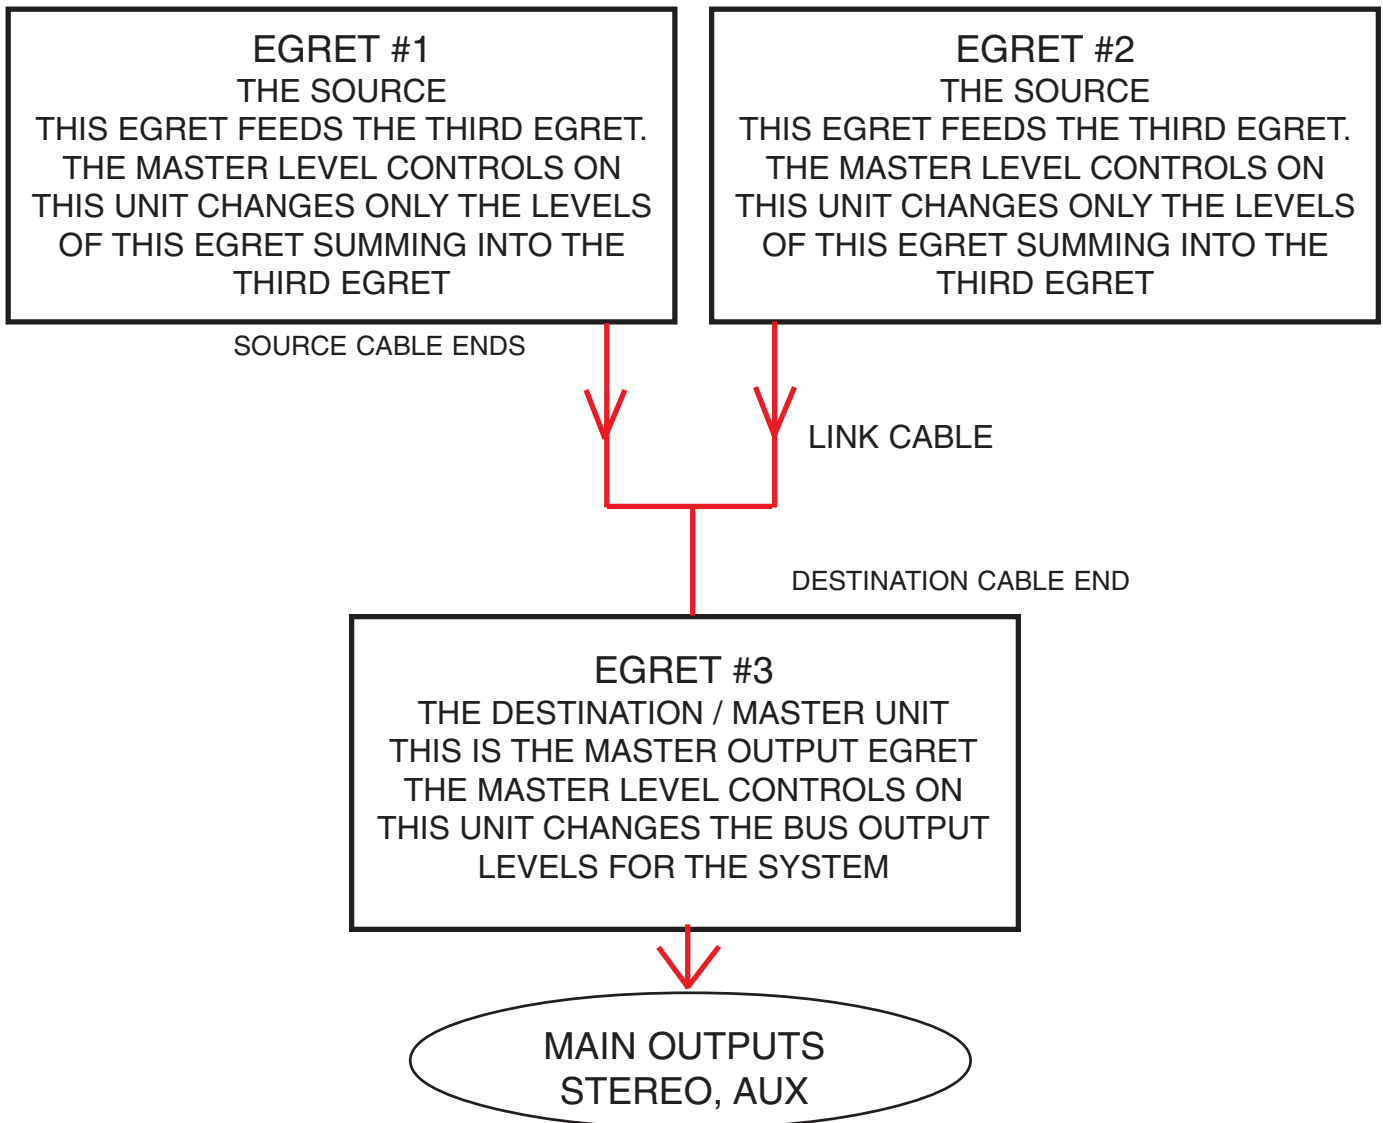 EGRET #1
THE SOURCE
THIS EGRET FEEDS THE THIRD EGRET.
THE MASTER LEVEL CONTROLS ON
THIS UNIT CHANGES ONLY THE LEVELS
OF THIS EGRET SUMMING INTO THE
THIRD EGRET
EGRET #2
THE SOURCE
THIS EGRET FEEDS THE THIRD EGRET.
THE MASTER LEVEL CONTROLS ON
THIS UNIT CHANGES ONLY THE LEVELS
OF THIS EGRET SUMMING INTO THE
THIRD EGRET
SOURCE CABLE ENDS
LINK CABLE
DESTINATION CABLE END
EGRET #3
THE DESTINATION / MASTER UNIT
THIS IS THE MASTER OUTPUT EGRET
THE MASTER LEVEL CONTROLS ON
THIS UNIT CHANGES THE BUS OUTPUT
LEVELS FOR THE SYSTEM
MAIN OUTPUTS
STEREO, AUX